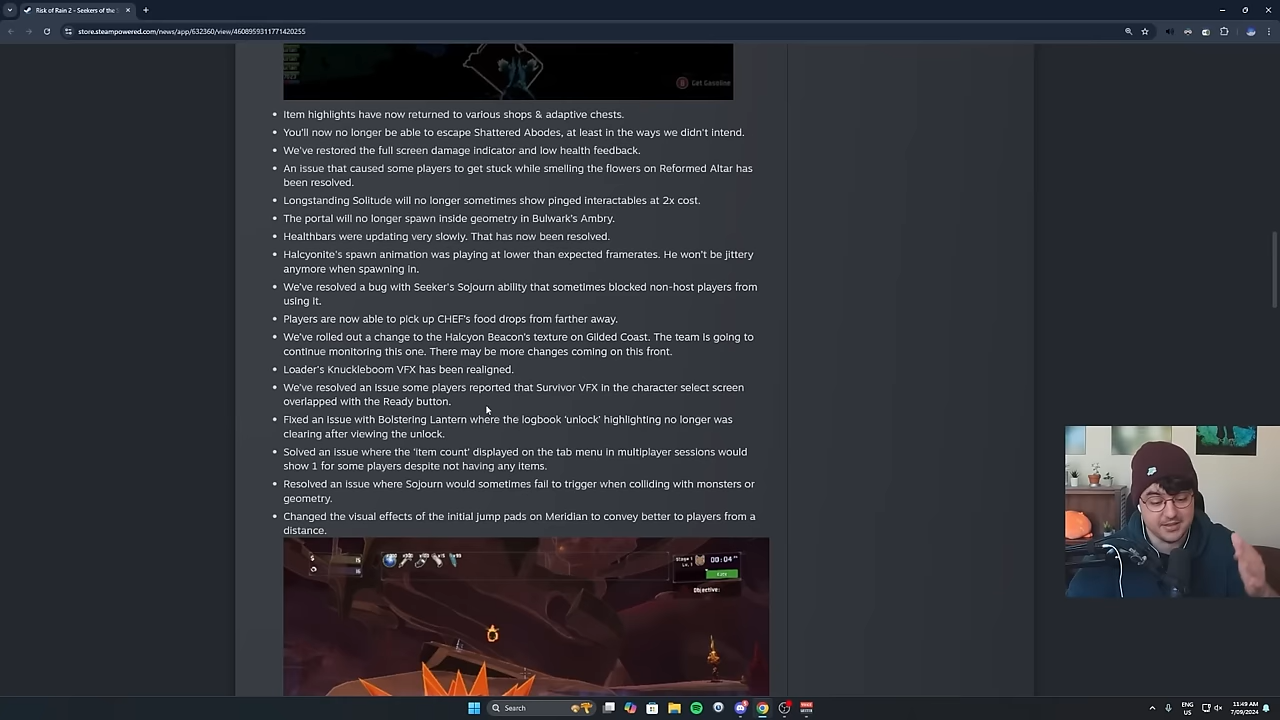 Risk of Rain 2 - Seekers of the S
store.steampowered.com/news/app/632360/view/4608959311771420255
Get Gasoline
• Item highlights have now returned to various shops & adaptive chests.
• You'll now no longer be able to escape Shattered Abodes, at least in the ways we didn't intend.
• We've restored the full screen damage indicator and low health feedback.
• An issue that caused some players to get stuck while smelling the flowers on Reformed Altar has
been resolved.
• Longstanding Solitude will no longer sometimes show pinged interactables at 2x cost.
• The portal will no longer spawn inside geometry in Bulwark's Ambry.
• Healthbars were updating very slowly. That has now been resolved.
• Halcyonite's spawn animation was playing at lower than expected framerates. He won't be jittery
anymore when spawning in.
• We've resolved a bug with Seeker's Sojourn ability that sometimes blocked non-host players from
using it.
• Players are now able to pick up CHEF's food drops from farther away.
• We've rolled out a change to the Halcyon Beacon's texture on Gilded Coast. The team is going to
continue monitoring this one. There may be more changes coming on this front.
• Loader's Knuckleboom VFX has been realigned.
• We've resolved an issue some players reported that Survivor VFX in the character select screen
overlapped with the Ready button.
• Fixed an issue with Bolstering Lantern where the logbook 'unlock' highlighting no longer was
clearing after viewing the unlock.
• Solved an issue where the 'item count' displayed on the tab menu in multiplayer sessions would
show 1 for some players despite not having any items.
• Resolved an issue where Sojourn would sometimes fail to trigger when colliding with monsters or
geometry.
• Changed the visual effects of the initial jump pads on Meridian to convey better to players from a
distance.
Stage 1
Lv. 1
00:04
Objective:
Search
ENG
US
11:49 AM
7/09/2024